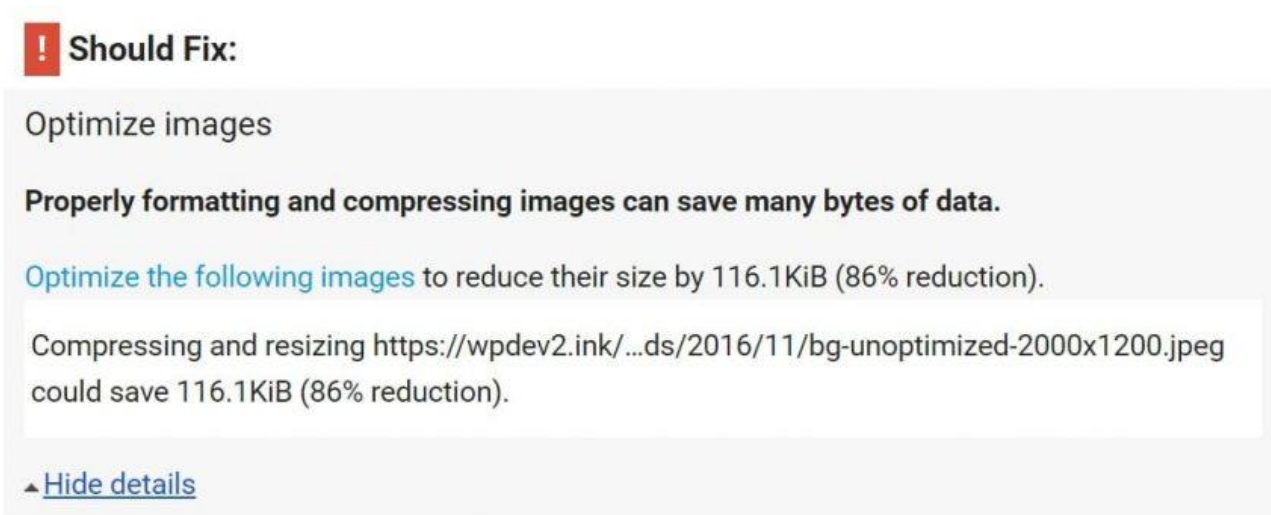 ! Should Fix:
Optimize images
Properly formatting and compressing images can save many bytes of data.
Optimize the following images to reduce their size by 116.1KiB (86% reduction).
Compressing and resizing https://wpdev2.ink/...ds/2016/11/bg-unoptimized-2000x1200.jpeg
could save 116.1KiB (86% reduction).
Hide details